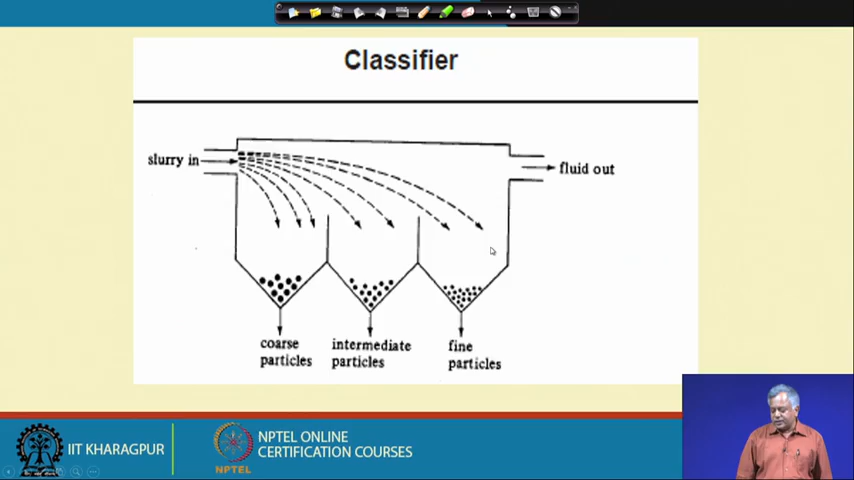 Classifier
slurry in
fluid out
coarse
particles
intermediate
particles
fine
particles
IIT KHARAGPUR
NPTEL
NPTEL ONLINE
CERTIFICATION COURSES